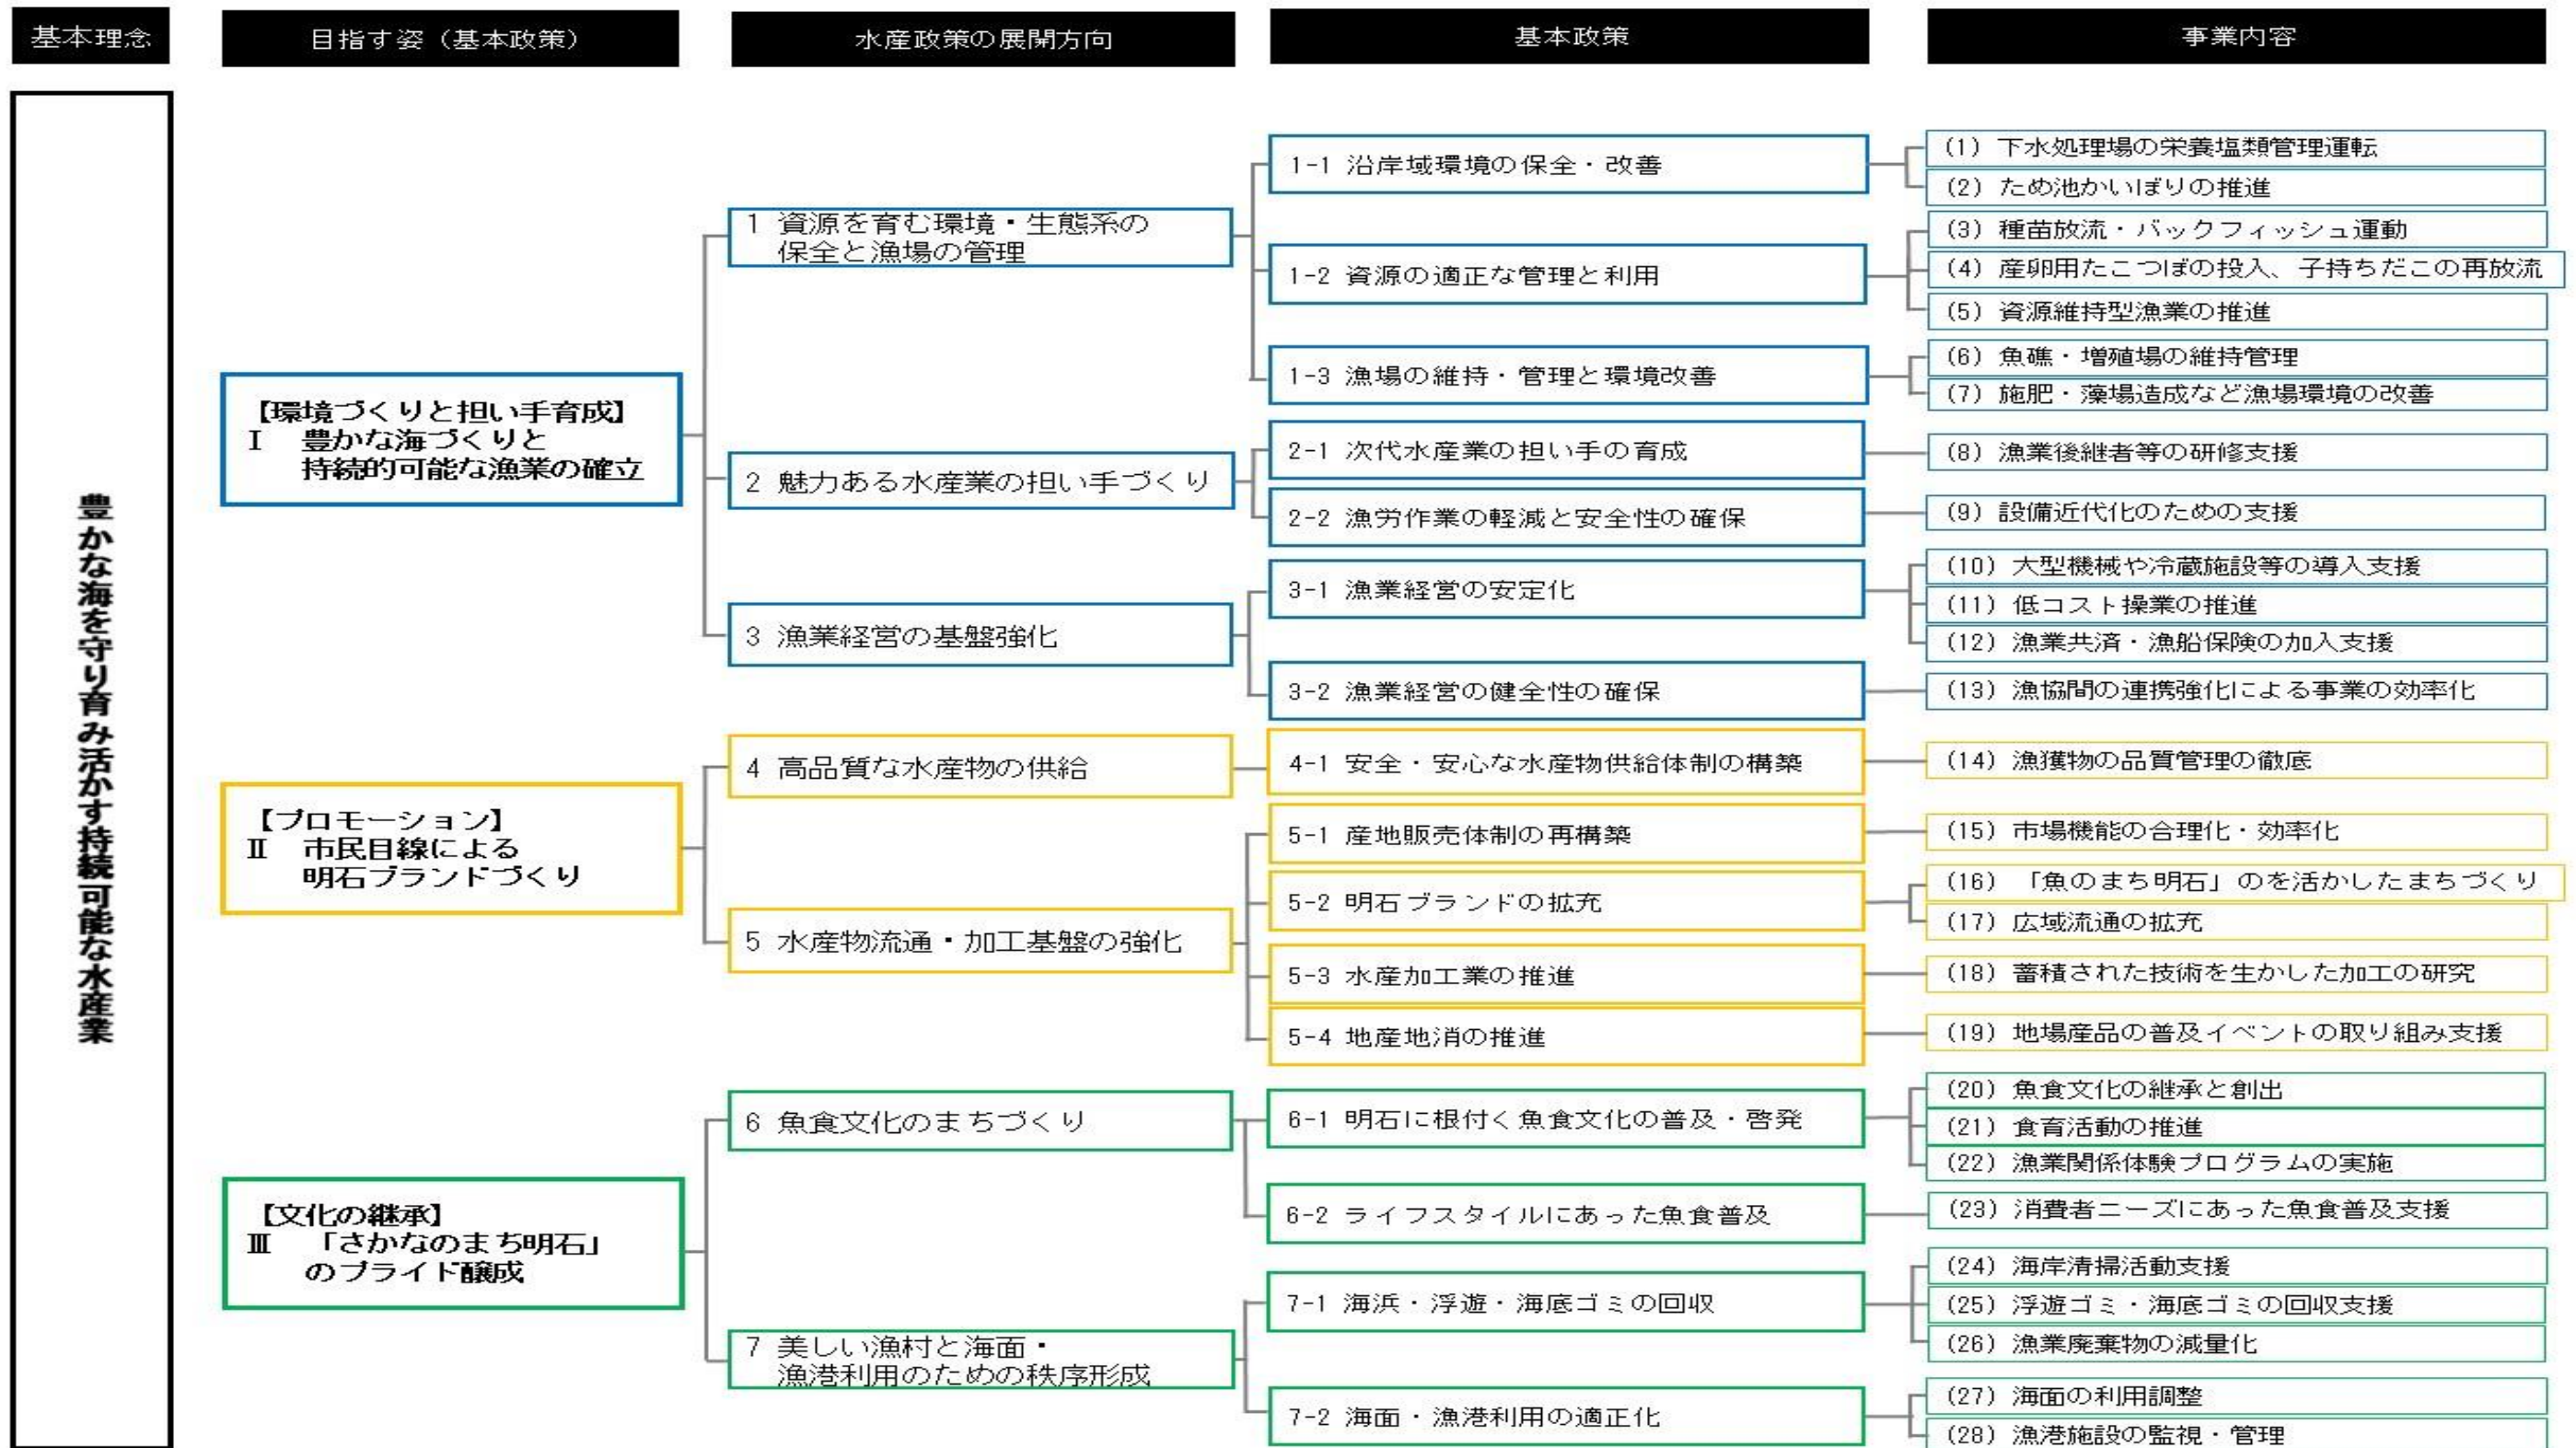 基本理念
目指す姿（基本政策）
水産政策の展開方向
基本政策
事業内容
豊かな海を守り育み活かす持続可能な水産業
【環境づくりと担い手育成】
Ⅰ　豊かな海づくりと
持続的可能な漁業の確立
1 資源を育む環境・生態系の
保全と漁場の管理
1-1 沿岸域環境の保全・改善
(1) 下水処理場の栄養塩類管理運転
(2) ため池かいぼりの推進
1-2 資源の適正な管理と利用
(3) 種苗放流・バックフィッシュ運動
(4) 産卵用たこつぼの投入、子持ちだこの再放流
(5) 資源維持型漁業の推進
1-3 漁場の維持・管理と環境改善
(6) 魚礁・増殖場の維持管理
(7) 施肥・藻場造成など漁場環境の改善
2 魅力ある水産業の担い手づくり
2-1 次代水産業の担い手の育成
(8) 漁業後継者等の研修支援
2-2 漁労作業の軽減と安全性の確保
(9) 設備近代化のための支援
3 漁業経営の基盤強化
3-1 漁業経営の安定化
(10) 大型機械や冷蔵施設等の導入支援
(11) 低コスト操業の推進
(12) 漁業共済・漁船保険の加入支援
3-2 漁業経営の健全性の確保
(13) 漁協間の連携強化による事業の効率化
【プロモーション】
Ⅱ　市民目線による
明石ブランドづくり
4 高品質な水産物の供給
4-1 安全・安心な水産物供給体制の構築
(14) 漁獲物の品質管理の徹底
5 水産物流通・加工基盤の強化
5-1 産地販売体制の再構築
(15) 市場機能の合理化・効率化
5-2 明石ブランドの拡充
(16) 「魚のまち明石」のを活かしたまちづくり
(17) 広域流通の拡充
5-3 水産加工業の推進
(18) 蓄積された技術を生かした加工の研究
5-4 地産地消の推進
(19) 地場産品の普及イベントの取り組み支援
【文化の継承】
Ⅲ　「さかなのまち明石」
のプライド醸成
6 魚食文化のまちづくり
6-1 明石に根付く魚食文化の普及・啓発
(20) 魚食文化の継承と創出
(21) 食育活動の推進
(22) 漁業関係体験プログラムの実施
6-2 ライフスタイルにあった魚食普及
(23) 消費者ニーズにあった魚食普及支援
7 美しい漁村と海面・
漁港利用のための秩序形成
7-1 海浜・浮遊・海底ゴミの回収
(24) 海岸清掃活動支援
(25) 浮遊ゴミ・海底ゴミの回収支援
(26) 漁業廃棄物の減量化
7-2 海面・漁港利用の適正化
(27) 海面の利用調整
(28) 漁港施設の監視・管理